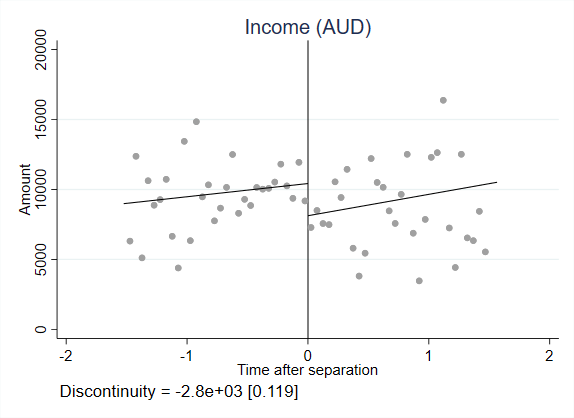 Income (AUD)
20000
15000
10000
5000
0
Amount
-2 -1 0 1 2
Time after separation
Discontinuity = -2.8e+03 [0.119]